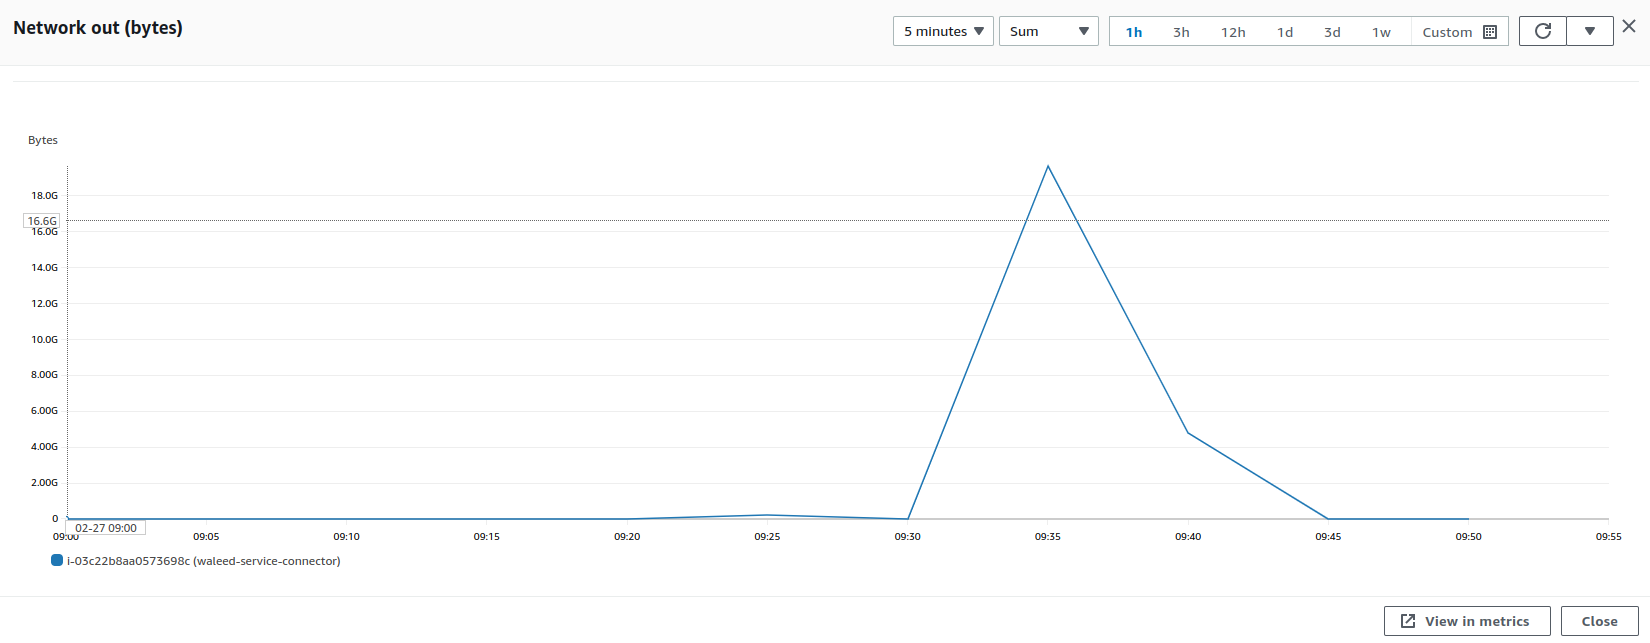 Network out (bytes)
5 minutes
Sum
1h 3h 12h 1d 3d 1w Custom
Bytes
18.0G
16.6G
16.0G
14.0G
12.0G
10.0G
8.00G
6.00G
4.00G
2.00G
0
02-27 09:00
09:00 09:05 09:10 09:15 09:20 09:25 09:30 09:35 09:40 09:45 09:50 09:55
i-03c22b8aa0573698c (waleed-service-connector)
View in metrics
Close